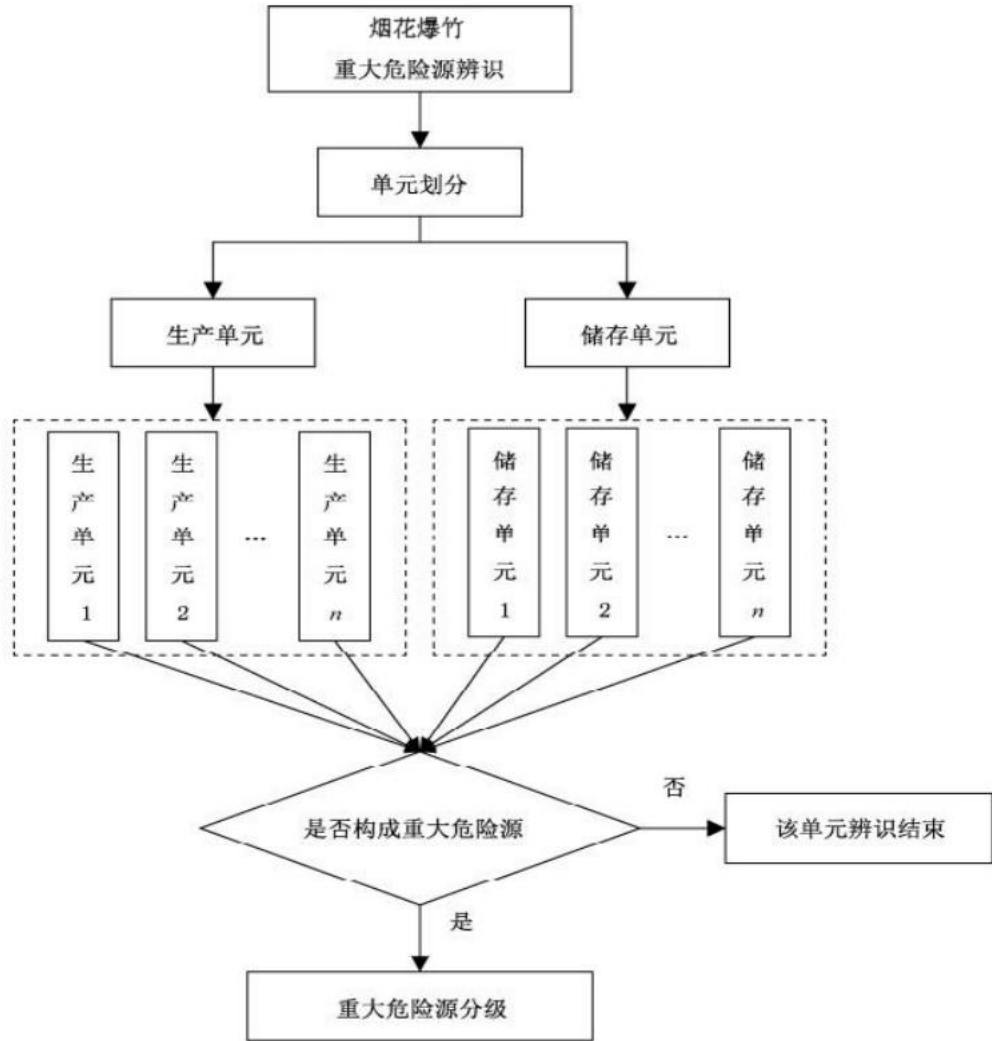 烟花爆竹
重大危险源辨识
单元划分
生产单元
储存单元
生产单元1
生产单元2
…
生产单元n
储存单元1
储存单元2
…
储存单元n
是否构成重大危险源
否
该单元辨识结束
是
重大危险源分级